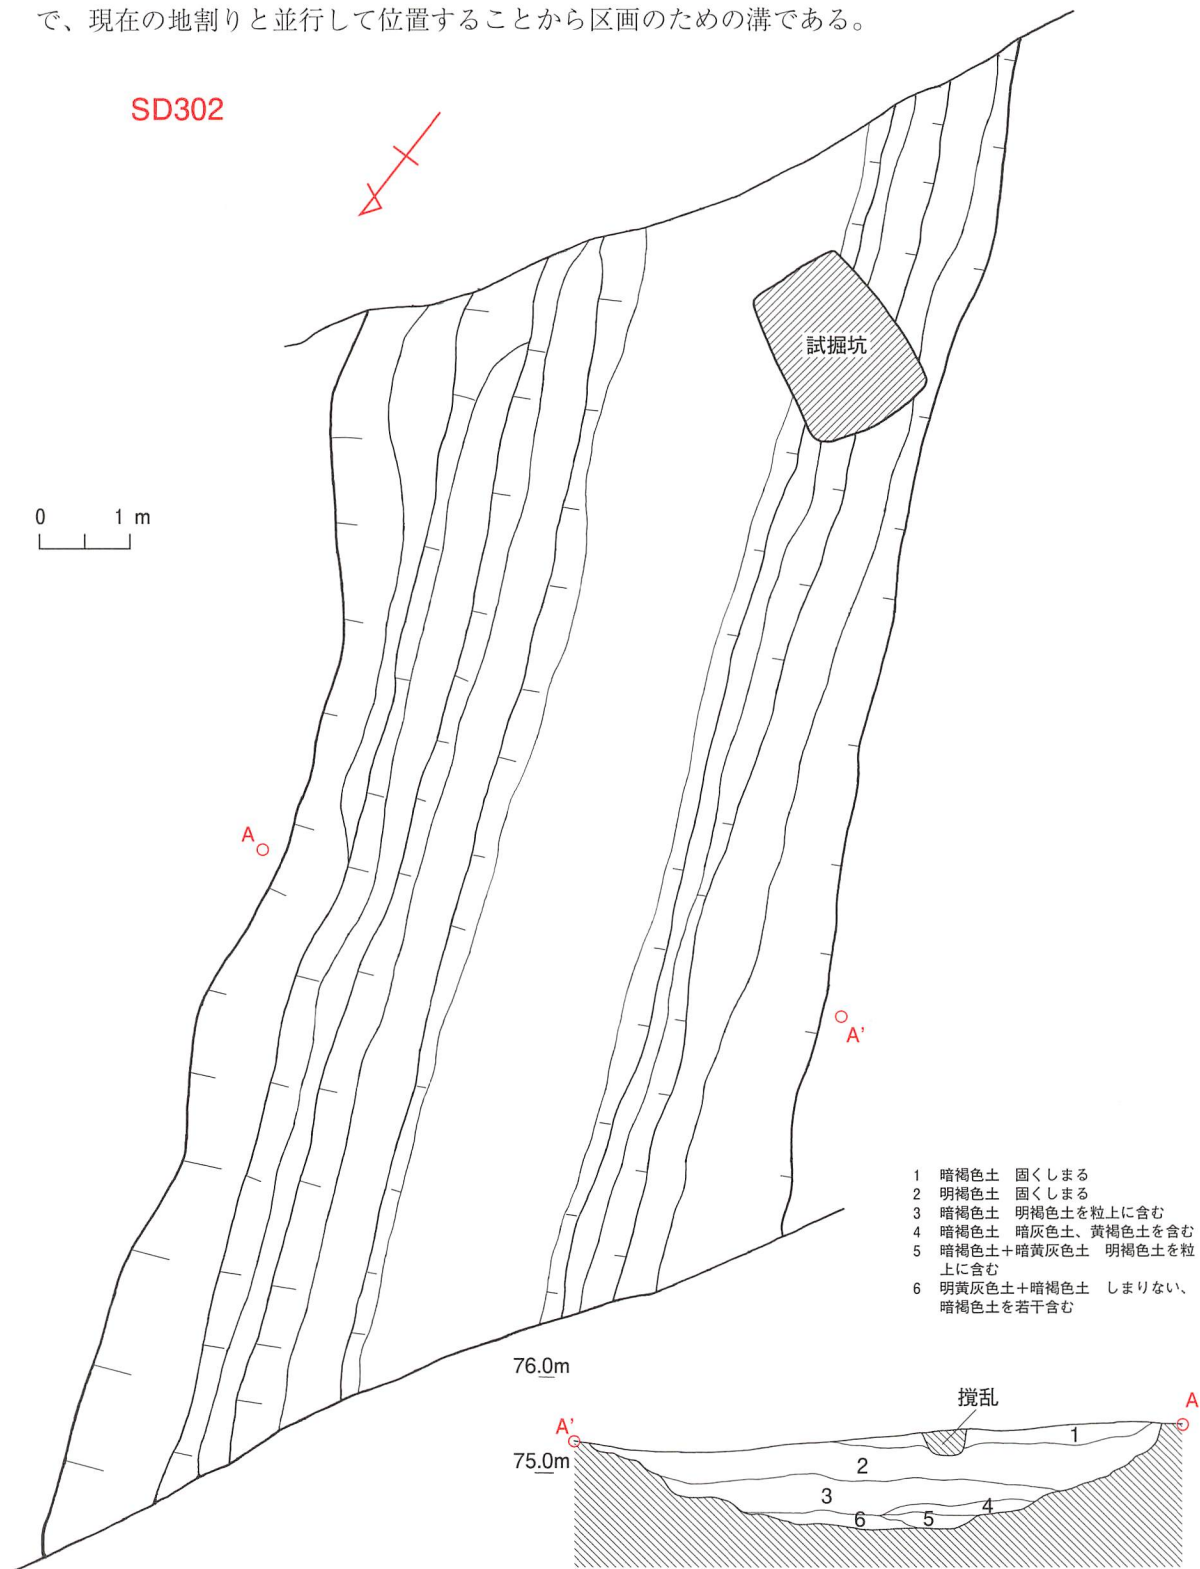 で、現在の地割りと並行して位置することから区画のための溝である。
SD302
試掘坑
0 1 m
A
A'
1 暗褐色土 固くしまる
2 明褐色土 固くしまる
3 暗褐色土 明褐色土を粒上に含む
4 暗褐色土 暗灰色土、黄褐色土を含む
5 暗褐色土＋暗黄灰色土 明褐色土を粒
上に含む
6 明黄灰色土＋暗褐色土 しまりない、
暗褐色土を若干含む
76.0m
撹乱
A'
A
75.0m
1
2
3
4
5
6